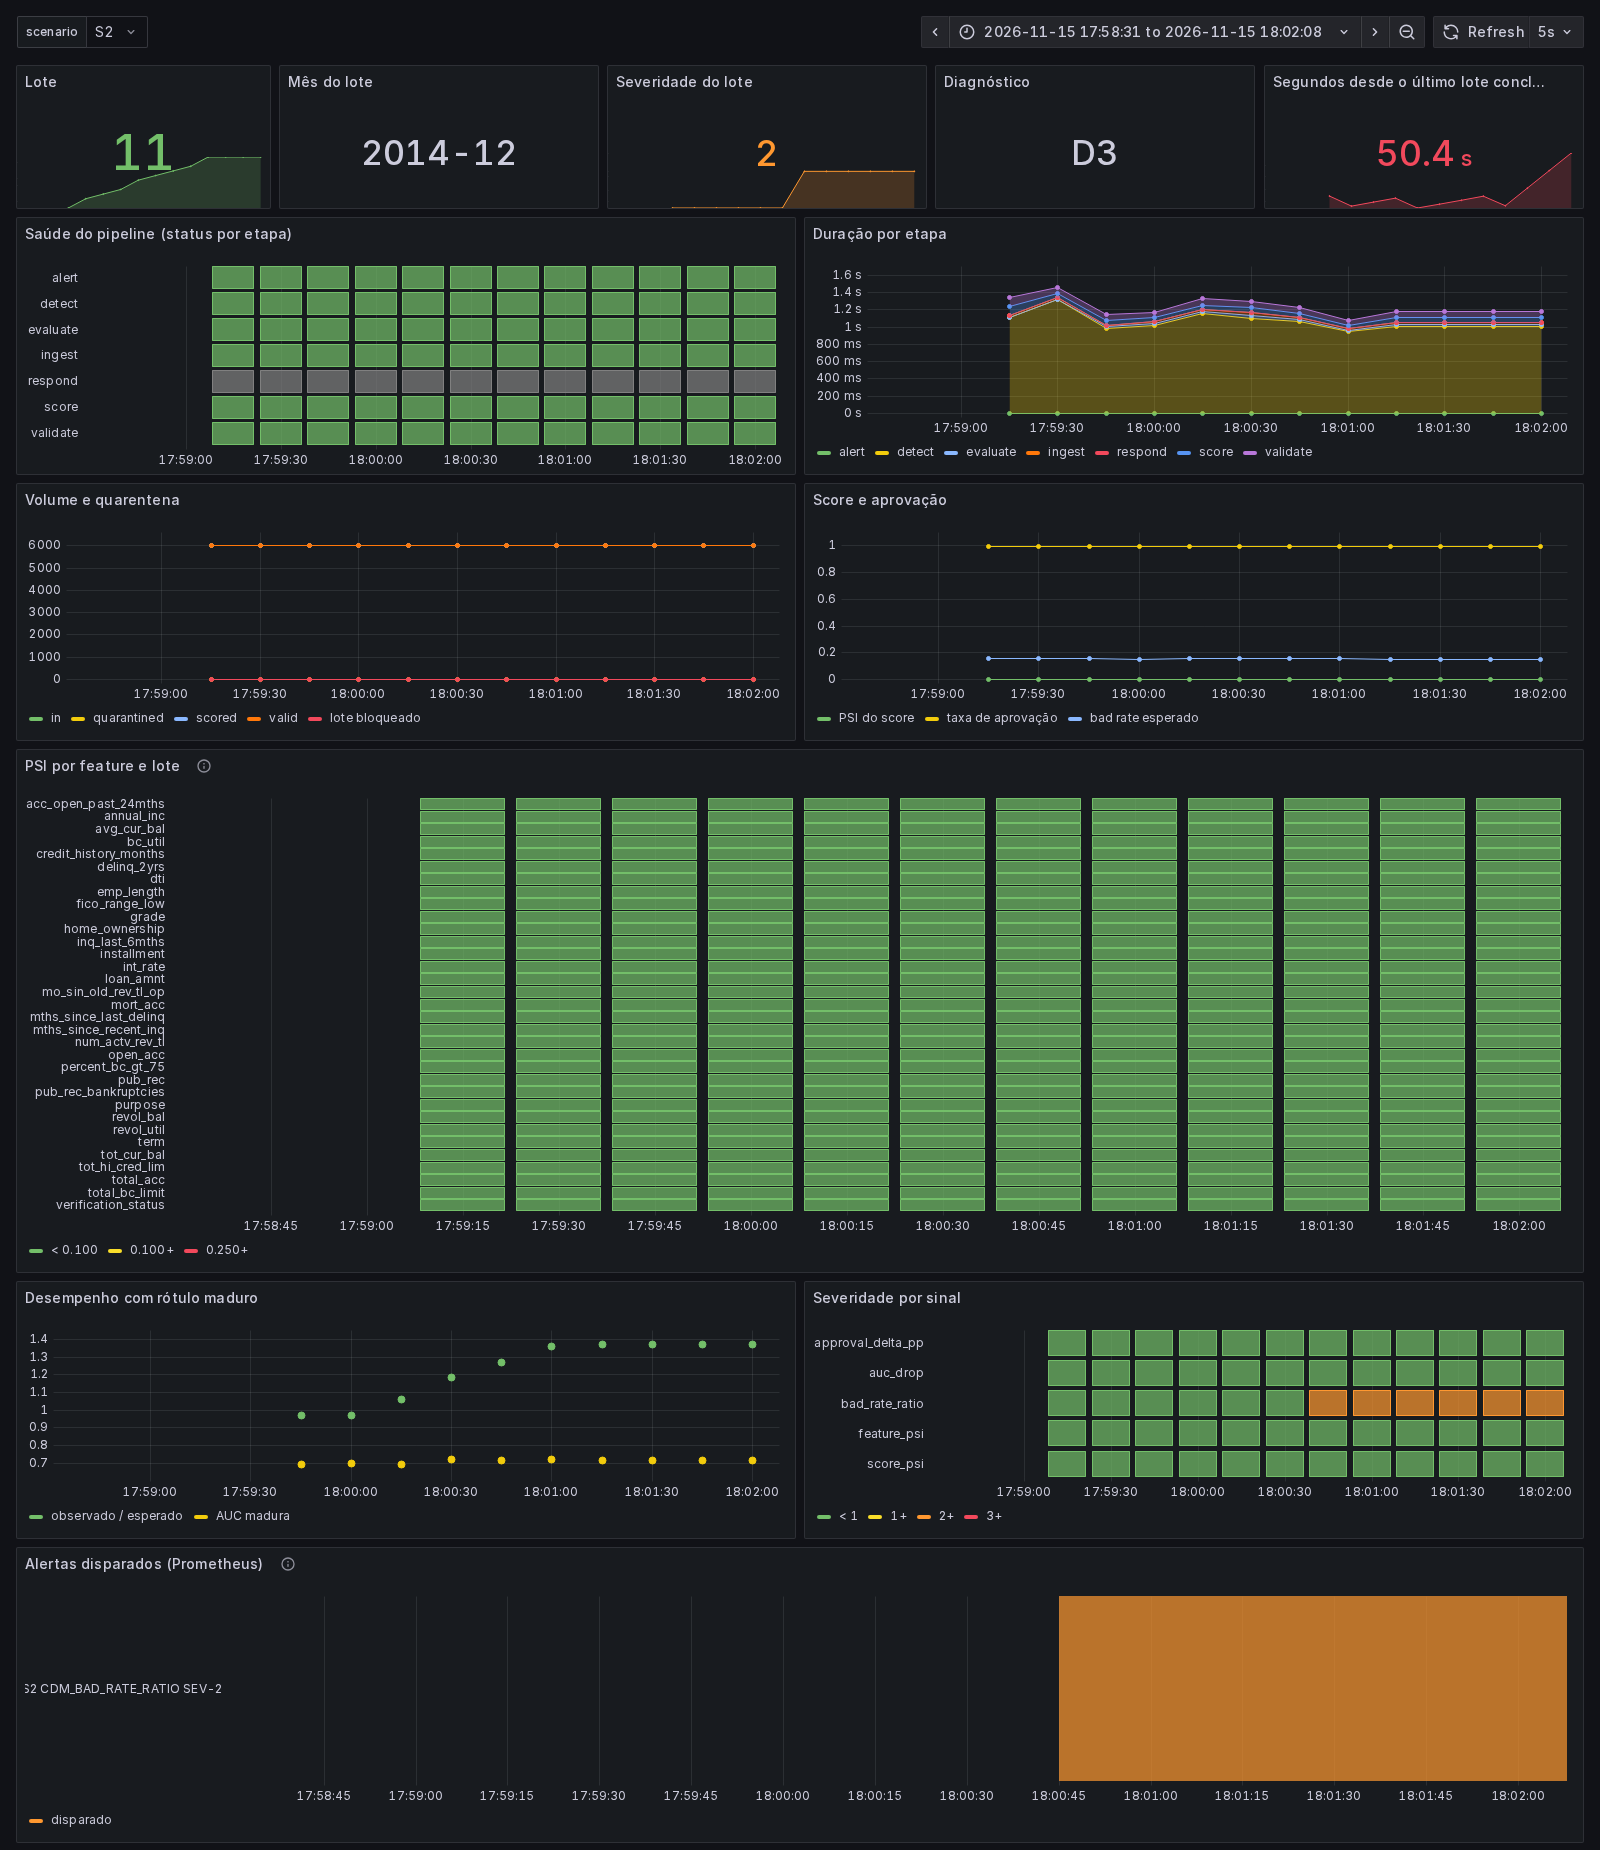 scenario S2
2026-11-15 17:58:31 to 2026-11-15 18:02:08
Refresh 5s
Lote
11
Mês do lote
2014-12
Severidade do lote
2
Diagnóstico
D3
Segundos desde o último lote concl...
50.4 s
Saúde do pipeline (status por etapa)
alert
detect
evaluate
ingest
respond
score
validate
17:59:00 17:59:30 18:00:00 18:00:30 18:01:00 18:01:30 18:02:00
Duração por etapa
1.6 s
1.4 s
1.2 s
1 s
800 ms
600 ms
400 ms
200 ms
0 s
17:59:00 17:59:30 18:00:00 18:00:30 18:01:00 18:01:30 18:02:00
alert detect evaluate ingest respond score validate
Volume e quarentena
6000
5000
4000
3000
2000
1000
0
17:59:00 17:59:30 18:00:00 18:00:30 18:01:00 18:01:30 18:02:00
in quarantined scored valid lote bloqueado
Score e aprovação
1
0.8
0.6
0.4
0.2
0
17:59:00 17:59:30 18:00:00 18:00:30 18:01:00 18:01:30 18:02:00
PSI do score taxa de aprovação bad rate esperado
PSI por feature e lote
acc_open_past_24mths
annual_inc
avg_cur_bal
bc_util
credit_history_months
delinq_2yrs
dti
emp_length
fico_range_low
grade
home_ownership
inq_last_6mths
installment
int_rate
loan_amnt
mo_sin_old_rev_tl_op
mort_acc
mths_since_last_delinq
mths_since_recent_inq
num_actv_rev_tl
open_acc
percent_bc_gt_75
pub_rec
pub_rec_bankruptcies
purpose
revol_bal
revol_util
term
tot_cur_bal
tot_hi_cred_lim
total_acc
total_bc_limit
verification_status
17:58:45 17:59:00 17:59:15 17:59:30 17:59:45 18:00:00 18:00:15 18:00:30 18:00:45 18:01:00 18:01:15 18:01:30 18:01:45 18:02:00
< 0.100 0.100+ 0.250+
Desempenho com rótulo maduro
1.4
1.3
1.2
1.1
1
0.9
0.8
0.7
17:59:00 17:59:30 18:00:00 18:00:30 18:01:00 18:01:30 18:02:00
observado / esperado AUC madura
Severidade por sinal
approval_delta_pp
auc_drop
bad_rate_ratio
feature_psi
score_psi
17:59:00 17:59:30 18:00:00 18:00:30 18:01:00 18:01:30 18:02:00
< 1 1+ 2+ 3+
Alertas disparados (Prometheus)
S2 CDM_BAD_RATE_RATIO SEV-2
17:58:45 17:59:00 17:59:15 17:59:30 17:59:45 18:00:00 18:00:15 18:00:30 18:00:45 18:01:00 18:01:15 18:01:30 18:01:45 18:02:00
disparado